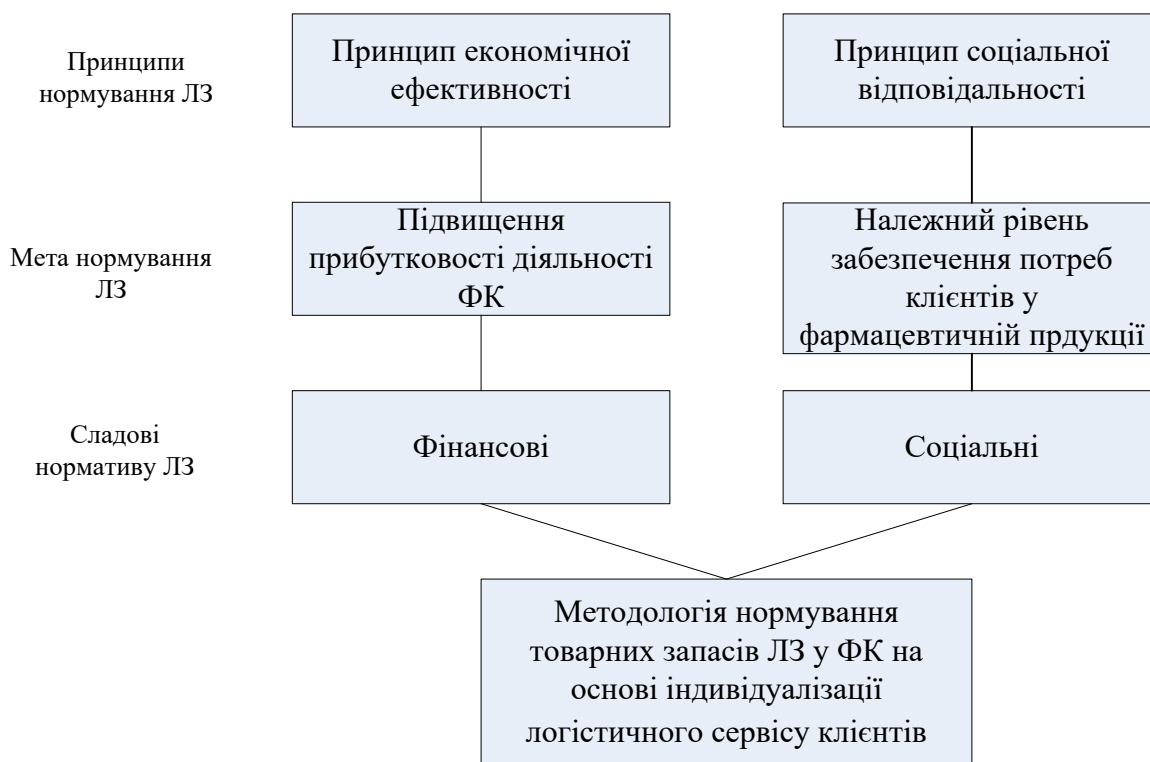 Принципи
нормування ЛЗ
Принцип економічної
ефективності
Принцип соціальної
відповідальності
Мета нормування
ЛЗ
Підвищення
прибутковості діяльності
ФК
Належний рівень
забезпечення потреб
клієнтів у
фармацевтичній прдукції
Сладові
нормативу ЛЗ
Фінансові
Соціальні
Методологія нормування
товарних запасів ЛЗ у ФК на
основі індивідуалізації
логістичного сервісу клієнтів